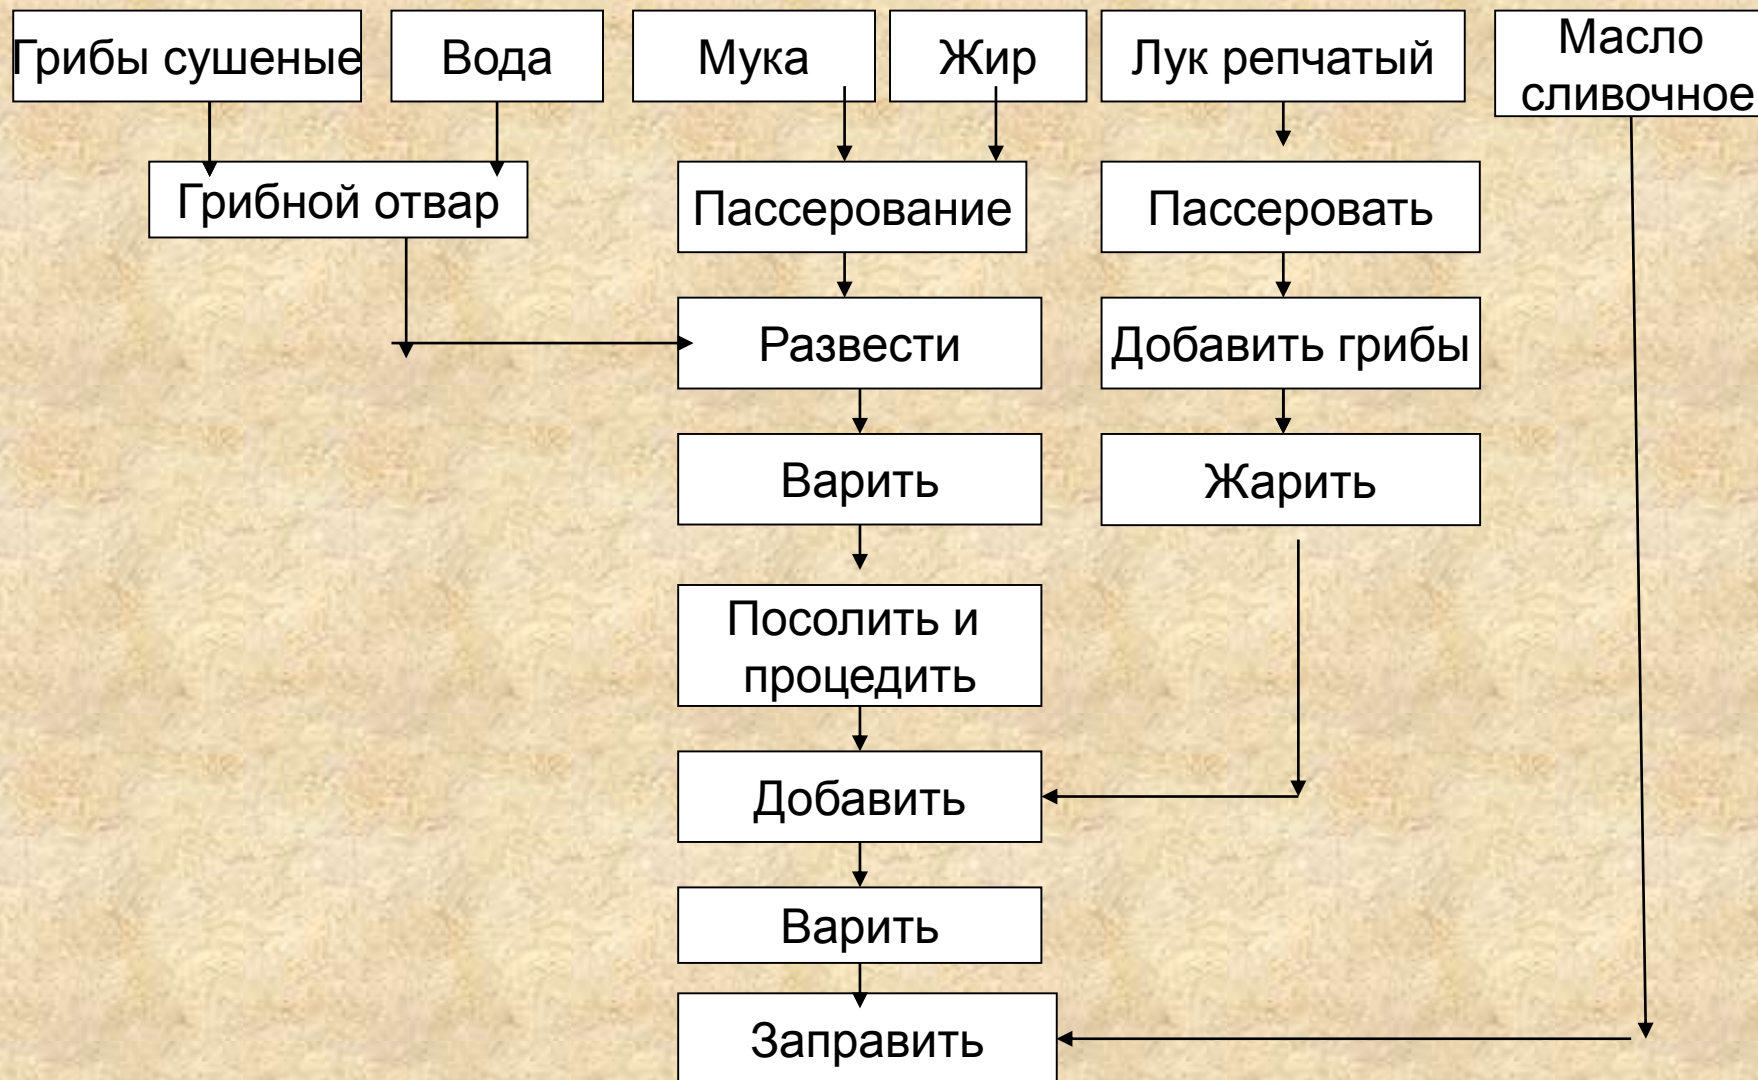 Грибы сушеные
Вода
Мука
Жир
Лук репчатый
Масло
сливочное
Грибной отвар
Пассерование
Пассеровать
Развести
Добавить грибы
Варить
Жарить
Посолить и
процедить
Добавить
Варить
Заправить